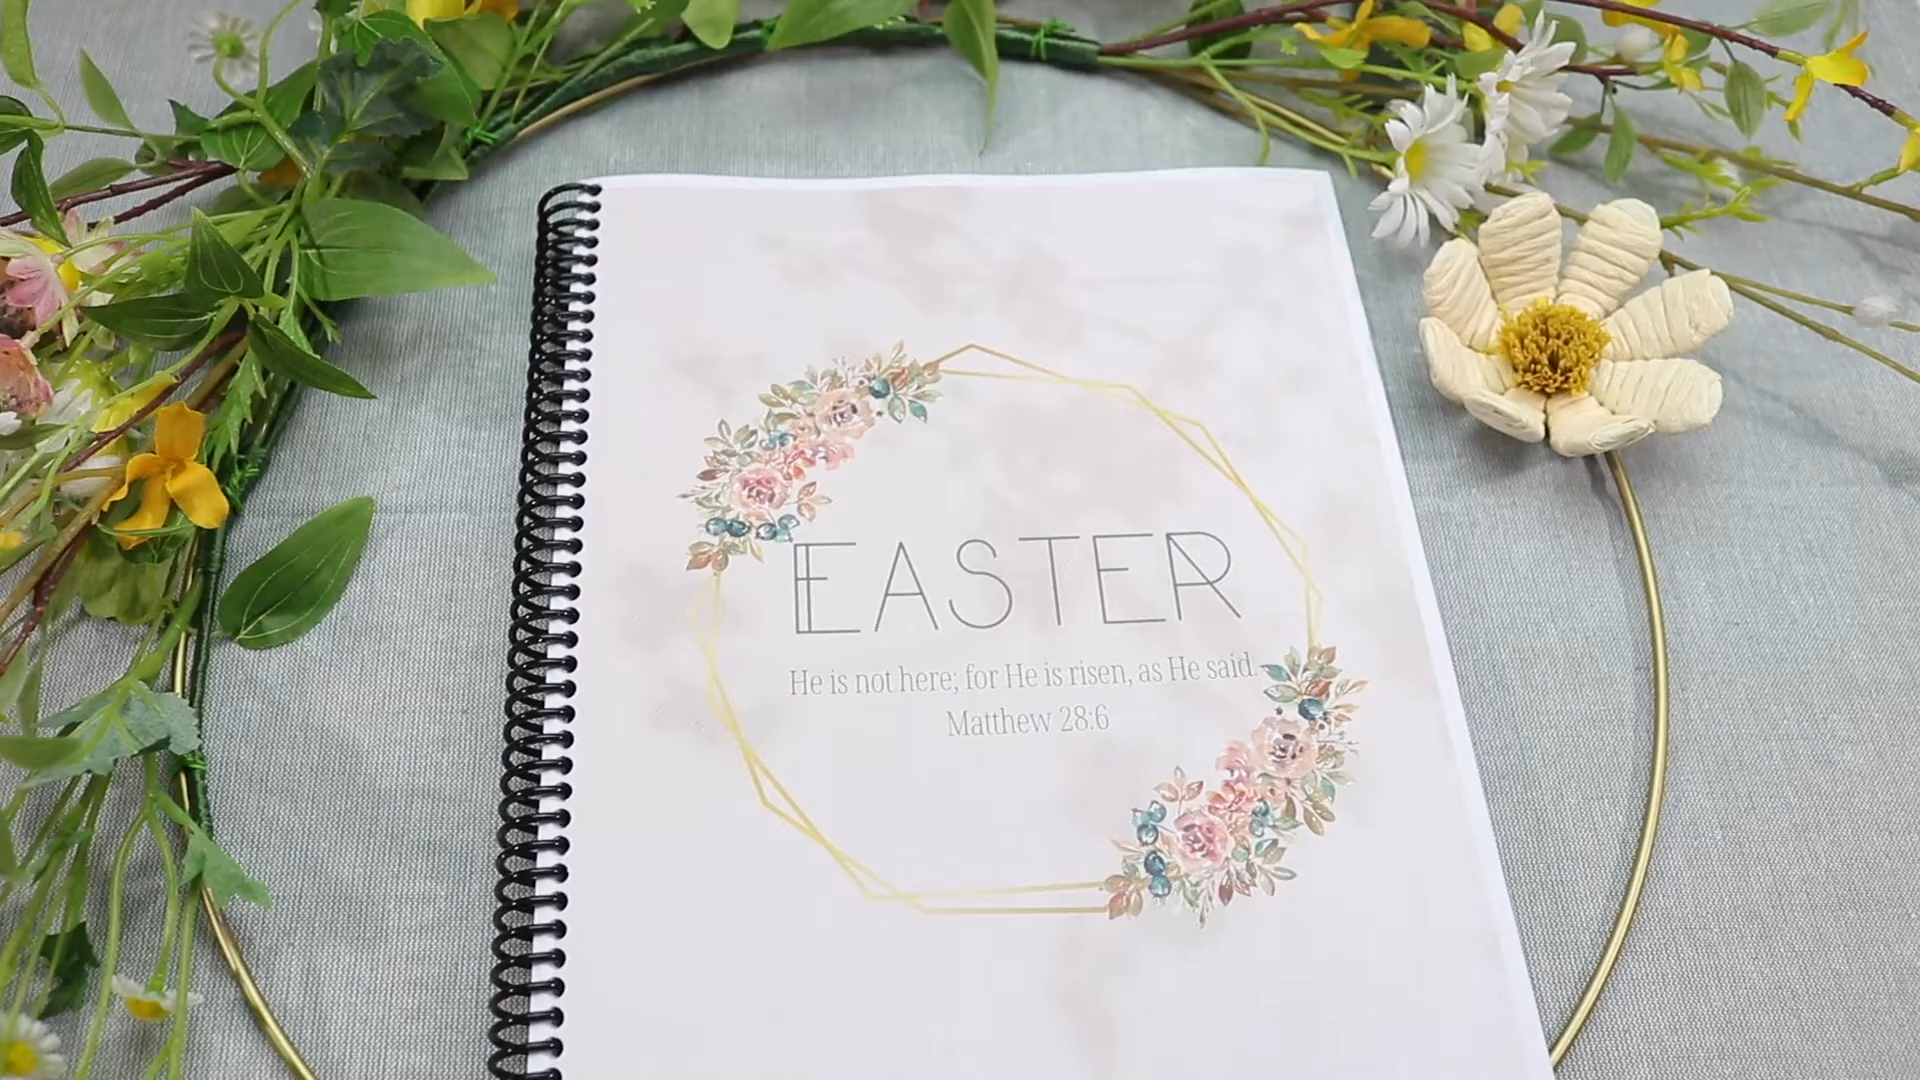 EASTER
He is not here; for He is risen, as He said.
Matthew 28:6